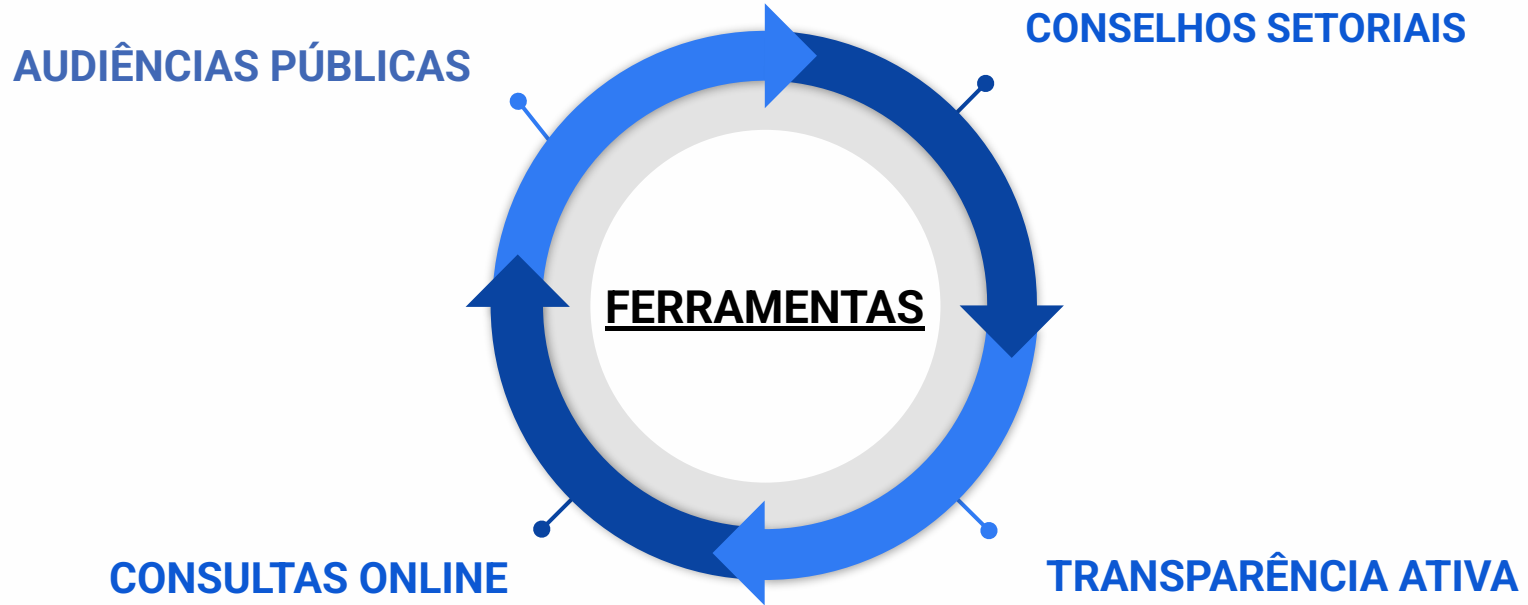 CONSELHOS SETORIAIS
AUDIÊNCIAS PÚBLICAS
FERRAMENTAS
CONSULTAS ONLINE
TRANSPARÊNCIA ATIVA